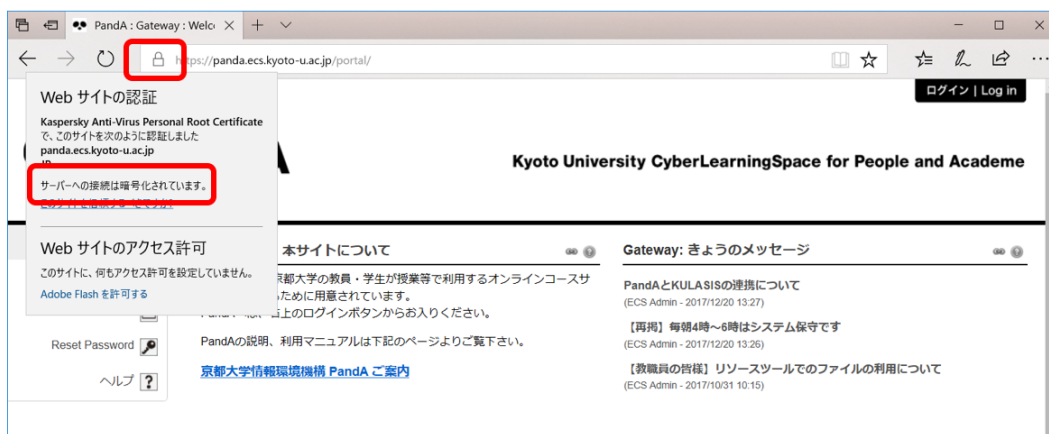 PandA : Gateway : Welc
https://panda.ecs.kyoto-u.ac.jp/portal/
ログイン | Log in
Web サイトの認証
Kaspersky Anti-Virus Personal Root Certificate
で、このサイトを次のように認証しました
panda.ecs.kyoto-u.ac.jp
JP
サーバーへの接続は暗号化されています。
このサイトを信頼するべきですか?
Web サイトのアクセス許可
このサイトに、何もアクセス許可を設定していません。
Adobe Flash を許可する
Reset Password
ヘルプ ?
A
Kyoto University CyberLearningSpace for People and Academe
本サイトについて
京都大学の教員・学生が授業等で利用するオンラインコースサ
ために用意されています。
上のログインボタンからお入りください。
PandAの説明、利用マニュアルは下記のページよりご覧下さい。
京都大学情報環境機構 PandA ご案内
Gateway: きょうのメッセージ
PandAとKULASISの連携について
(ECS Admin - 2017/12/20 13:27)
【再掲】毎朝4時～6時はシステム保守です
(ECS Admin - 2017/12/20 13:26)
【教職員の皆様】リソースツールでのファイルの利用について
(ECS Admin - 2017/10/31 10:15)